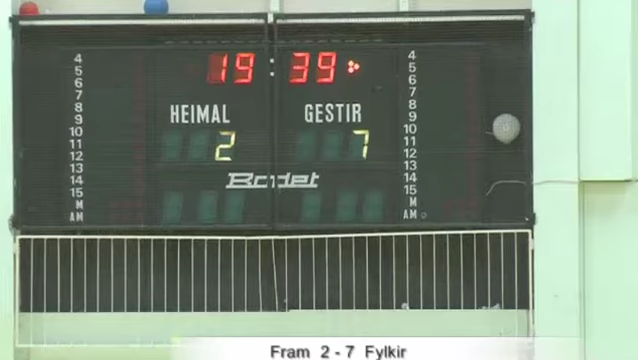 19:39
HEIMAL GESTIR
2 7
Bodet
4 4
5 5
6 6
7 7
8 8
9 9
10 10
11 11
12 12
13 13
14 14
15 15
M M
AM AM
Fram 2 - 7 Fylkir